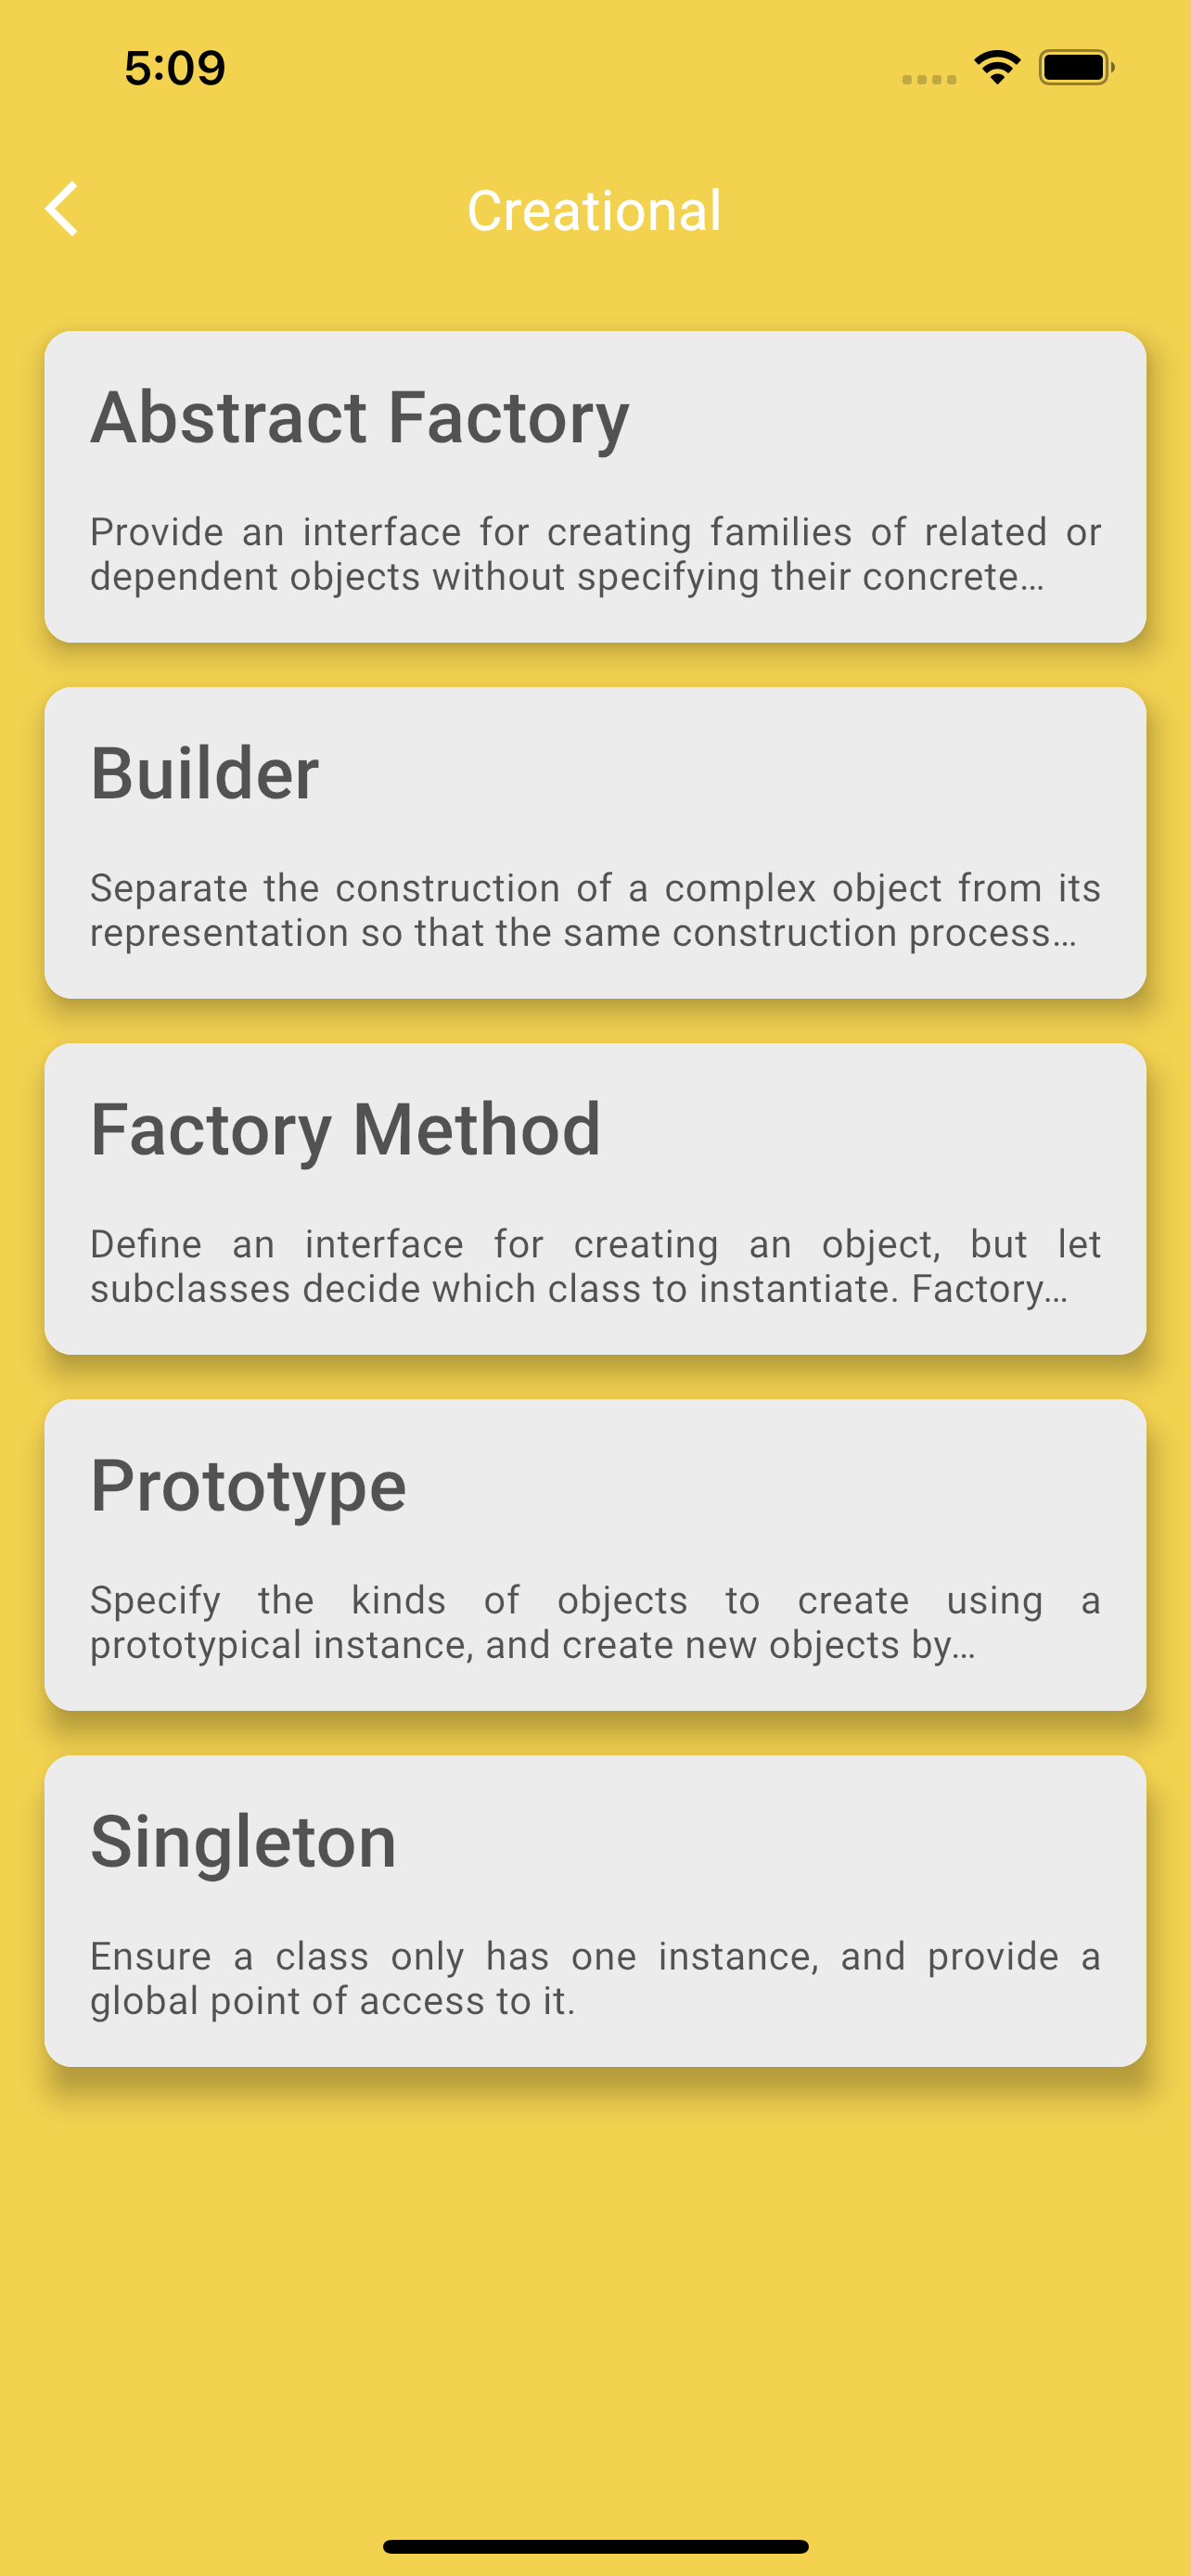 5:09
Creational
Abstract Factory
Provide an interface for creating families of related or
dependent objects without specifying their concrete…
Builder
Separate the construction of a complex object from its
representation so that the same construction process…
Factory Method
Define an interface for creating an object, but let
subclasses decide which class to instantiate. Factory…
Prototype
Specify the kinds of objects to create using a
prototypical instance, and create new objects by…
Singleton
Ensure a class only has one instance, and provide a
global point of access to it.